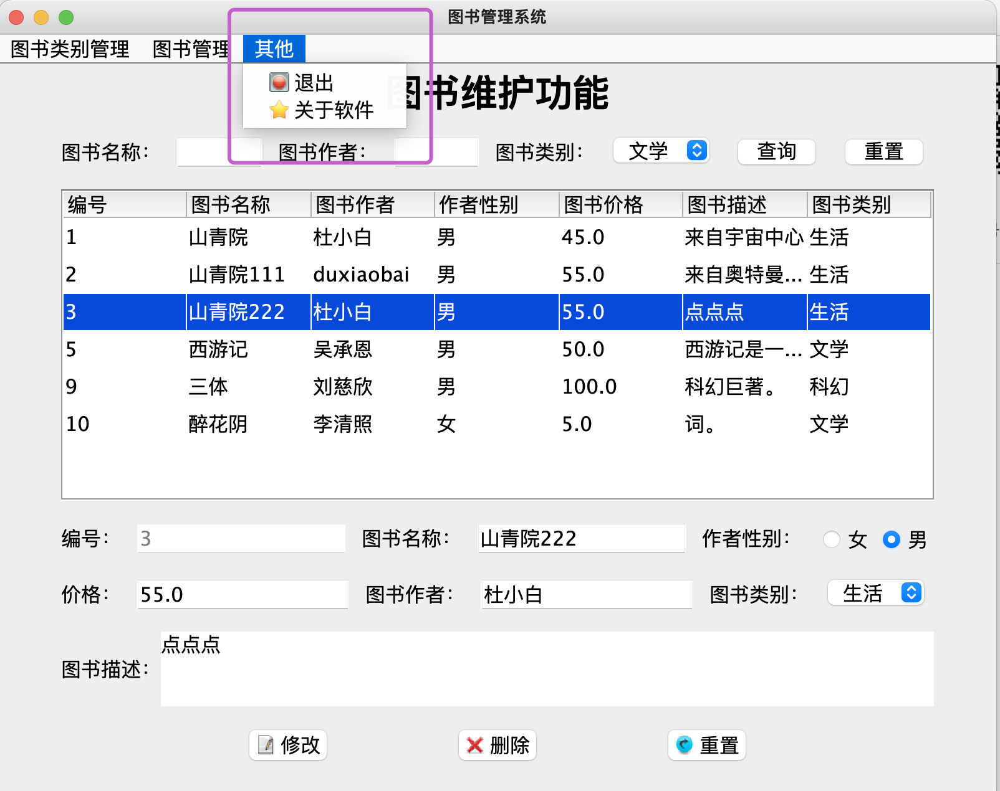 图书管理系统
图书类别管理 图书管理 其他
退出
关于软件
图书维护功能
图书名称： 图书作者： 图书类别： 文学 查询 重置
编号 图书名称 图书作者 作者性别 图书价格 图书描述 图书类别
1 山青院 杜小白 男 45.0 来自宇宙中心 生活
2 山青院111 duxiaobai 男 55.0 来自奥特曼... 生活
3 山青院222 杜小白 男 55.0 点点点 生活
5 西游记 吴承恩 男 50.0 西游记是一... 文学
9 三体 刘慈欣 男 100.0 科幻巨著。 科幻
10 醉花阴 李清照 女 5.0 词。 文学
编号： 3 图书名称： 山青院222 作者性别： 女 男
价格： 55.0 图书作者： 杜小白 图书类别： 生活
图书描述： 点点点
修改 删除 重置